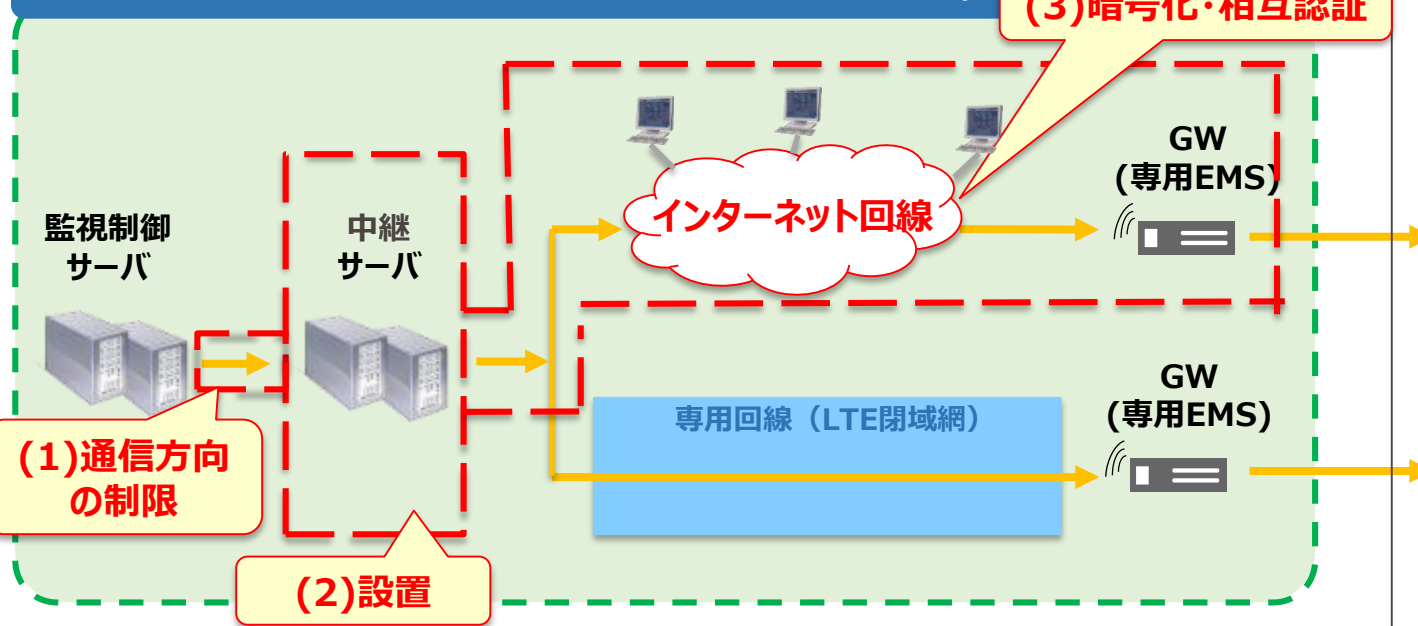 (3)暗号化・相互認証
GW
(専用EMS)
監視制御
サーバ
中継
サーバ
インターネット回線
GW
(専用EMS)
専用回線（LTE閉域網）
(1)通信方向
の制限
(2)設置